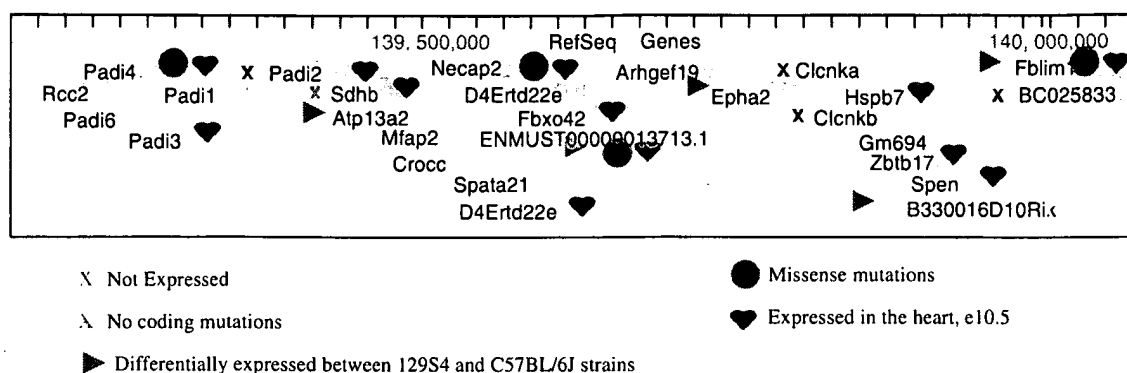 139,500,000 RefSeq Genes 140,000,000
Padi4 Padi2 Necap2 Arhgef19 Clcnka
Rcc2 Padi1 X Sdhb D4Ertd22e Epha2 Hspb7 X BC025833
Padi6 Atp13a2 Fbxo42 X Clcnkb
Padi3 Mfap2 ENMUST00000013713.1 Gm694
Crocc Zbtb17
Spata21 Spen
D4Ertd22e
X Not Expressed Missense mutations
No coding mutations Expressed in the heart, e10.5
Differentially expressed between 129S4 and C57BL/6J strains